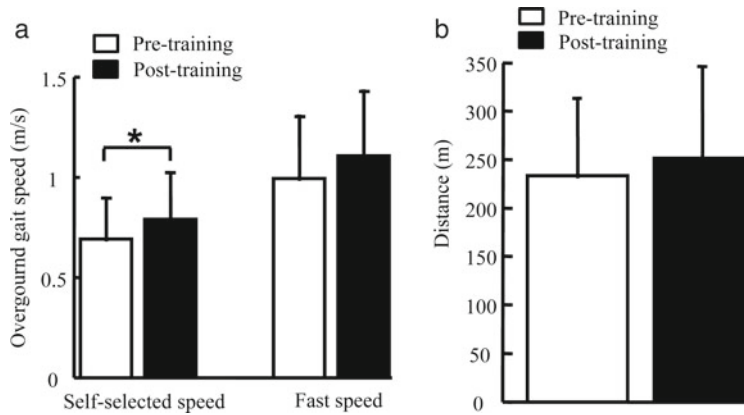 a
Pre-training
Post-training
1.5
1
0.5
0
Overgournd gait speed (m/s)
*
Self-selected speed
Fast speed
b
Pre-training
Post-training
350
300
250
200
150
100
50
0
Distance (m)